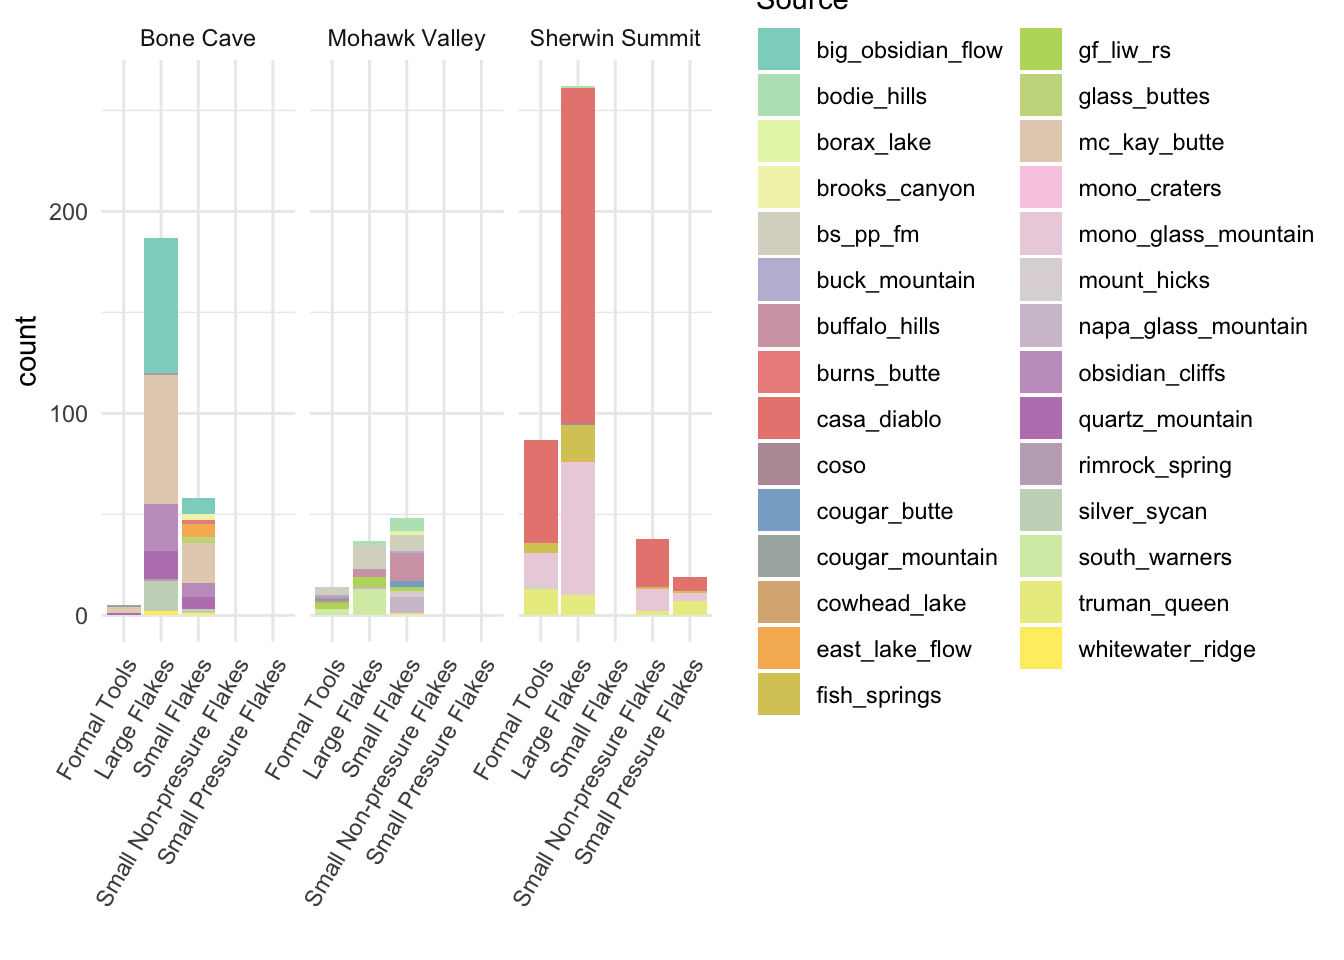 Source
Bone Cave Mohawk Valley Sherwin Summit
big_obsidian_flow gf_liw_rs
bodie_hills glass_buttes
borax_lake mc_kay_butte
brooks_canyon mono_craters
bs_pp_fm mono_glass_mountain
buck_mountain mount_hicks
buffalo_hills napa_glass_mountain
burns_butte obsidian_cliffs
casa_diablo quartz_mountain
coso rimrock_spring
cougar_butte silver_sycan
cougar_mountain south_warners
cowhead_lake truman_queen
east_lake_flow whitewater_ridge
fish_springs
count
200
100
0
Formal Tools
Large Flakes
Small Flakes
Small Non-pressure Flakes
Small Pressure Flakes
Formal Tools
Large Flakes
Small Flakes
Small Non-pressure Flakes
Small Pressure Flakes
Formal Tools
Large Flakes
Small Flakes
Small Non-pressure Flakes
Small Pressure Flakes